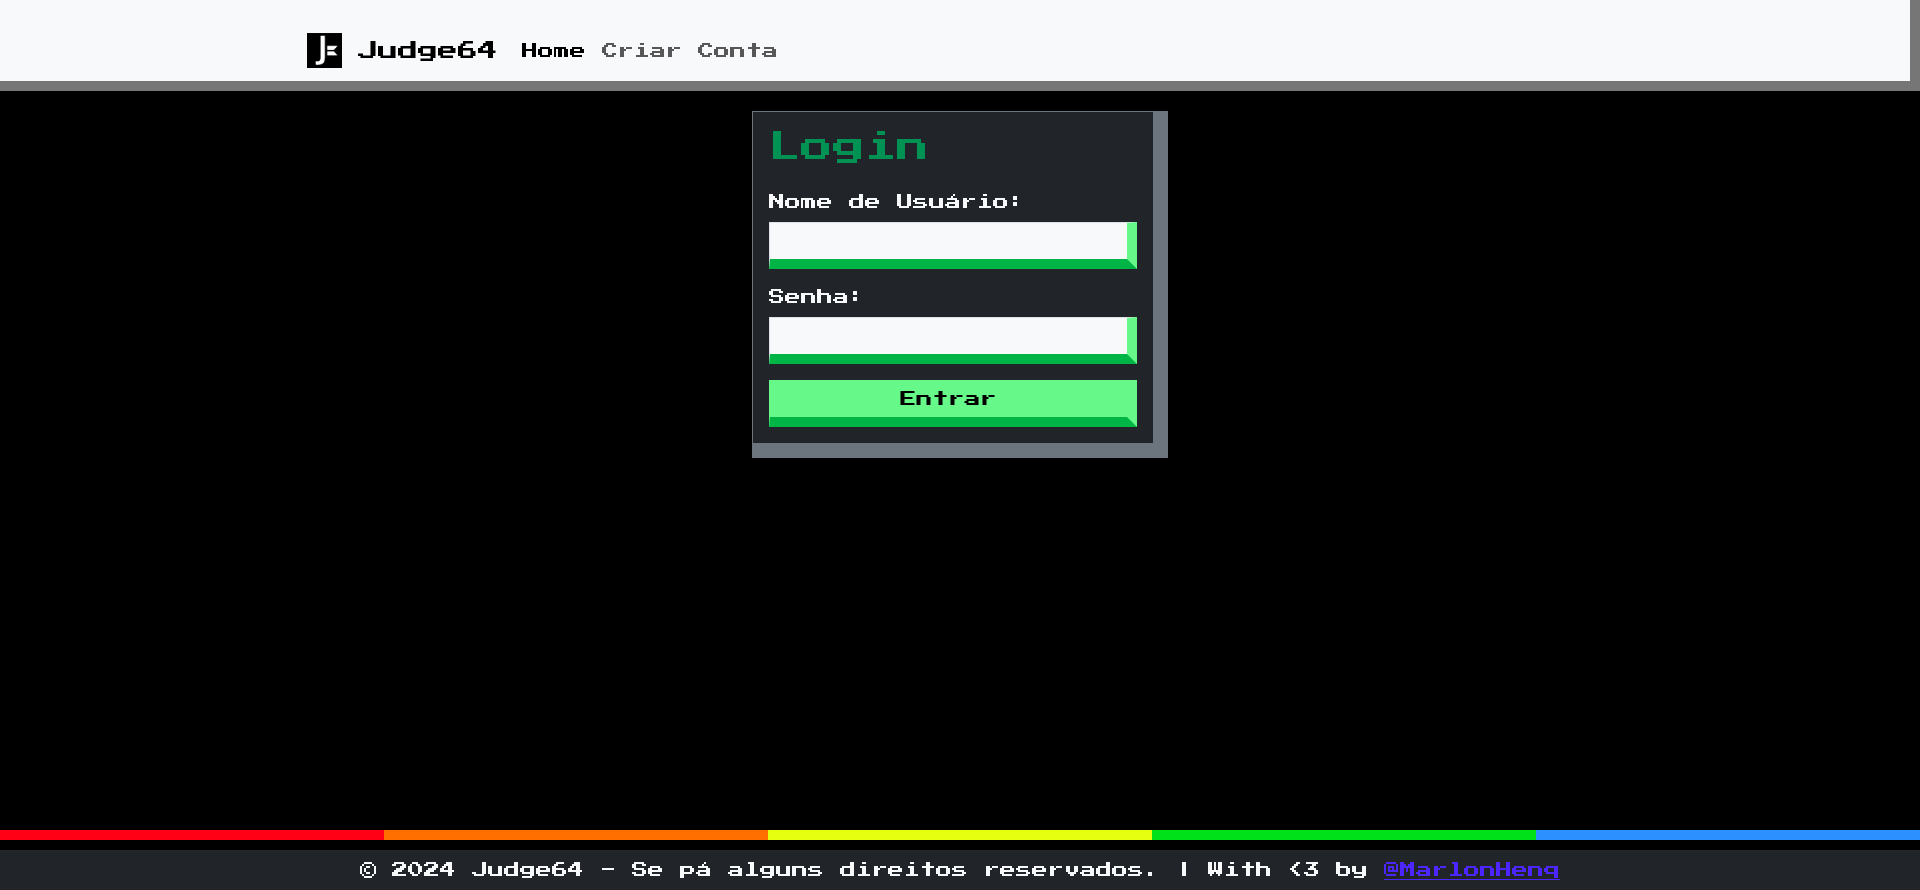 Judge64 Home Criar Conta
Login
Nome de Usuário:
Senha:
Entrar
© 2024 Judge64 - Se pá alguns direitos reservados. | With <3 by @MarlonHenq